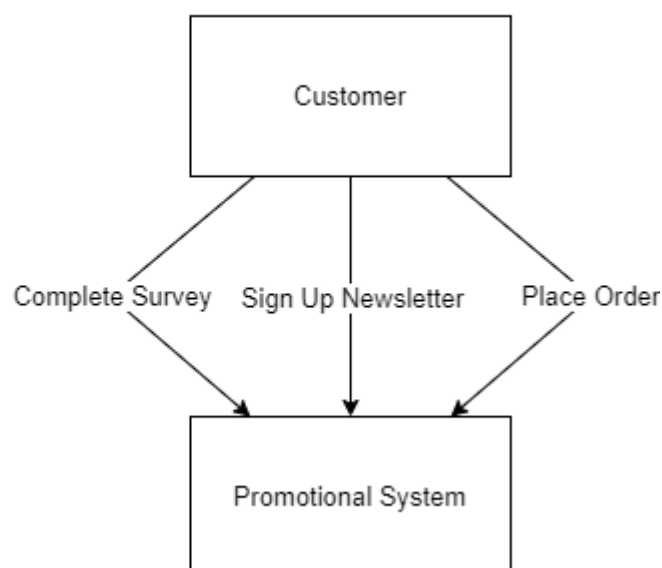 Customer
Complete Survey
Sign Up Newsletter
Place Order
Promotional System